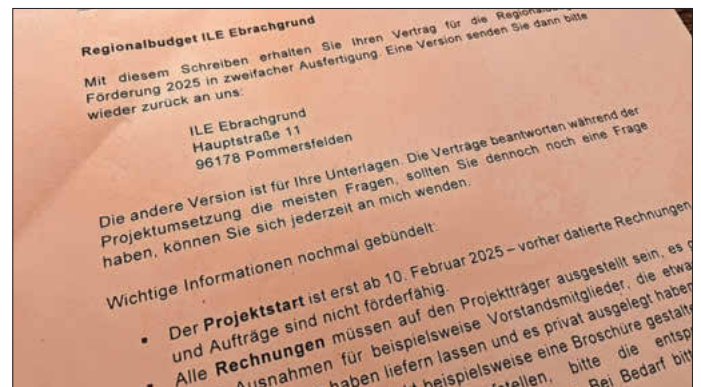 Regionalbudget ILE Ebrachgrund
Mit diesem Schreiben erhalten Sie Ihren Vertrag für die
Förderung 2025 in zweifacher Ausfertigung. Eine Version senden Sie dann bitte
wieder zurück an uns:
ILE Ebrachgrund
Hauptstraße 11
96178 Pommersfelden
Die andere Version ist für Ihre Unterlagen. Die Verträge beantworten während der
Projektumsetzung die meisten Fragen, sollten Sie dennoch noch eine Frage
haben, können Sie sich jederzeit an mich wenden.
Wichtige Informationen nochmal gebündelt:
▪ Der Projektstart ist erst ab 10. Februar 2025 – vorher datierte Rechnungen
und Aufträge sind nicht förderfähig.
▪ Alle Rechnungen müssen auf den Projektträger ausgestellt sein, es
Ausnahmen für beispielsweise Vorstandsmitglieder, die etwa
haben liefern lassen und es privat ausgelegt haben
beispielsweise eine Broschüre gestalte
bitte die
Bei Bedarf